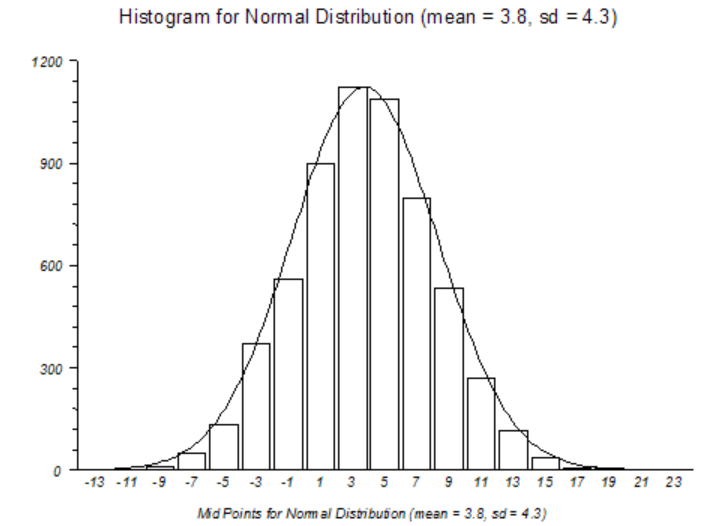 Histogram for Normal Distribution (mean = 3.8, sd = 4.3)
1200
900
600
300
0
-13 -11 -9 -7 -5 -3 -1 1 3 5 7 9 11 13 15 17 19 21 23
Mid Points for Normal Distribution (mean = 3.8, sd = 4.3)